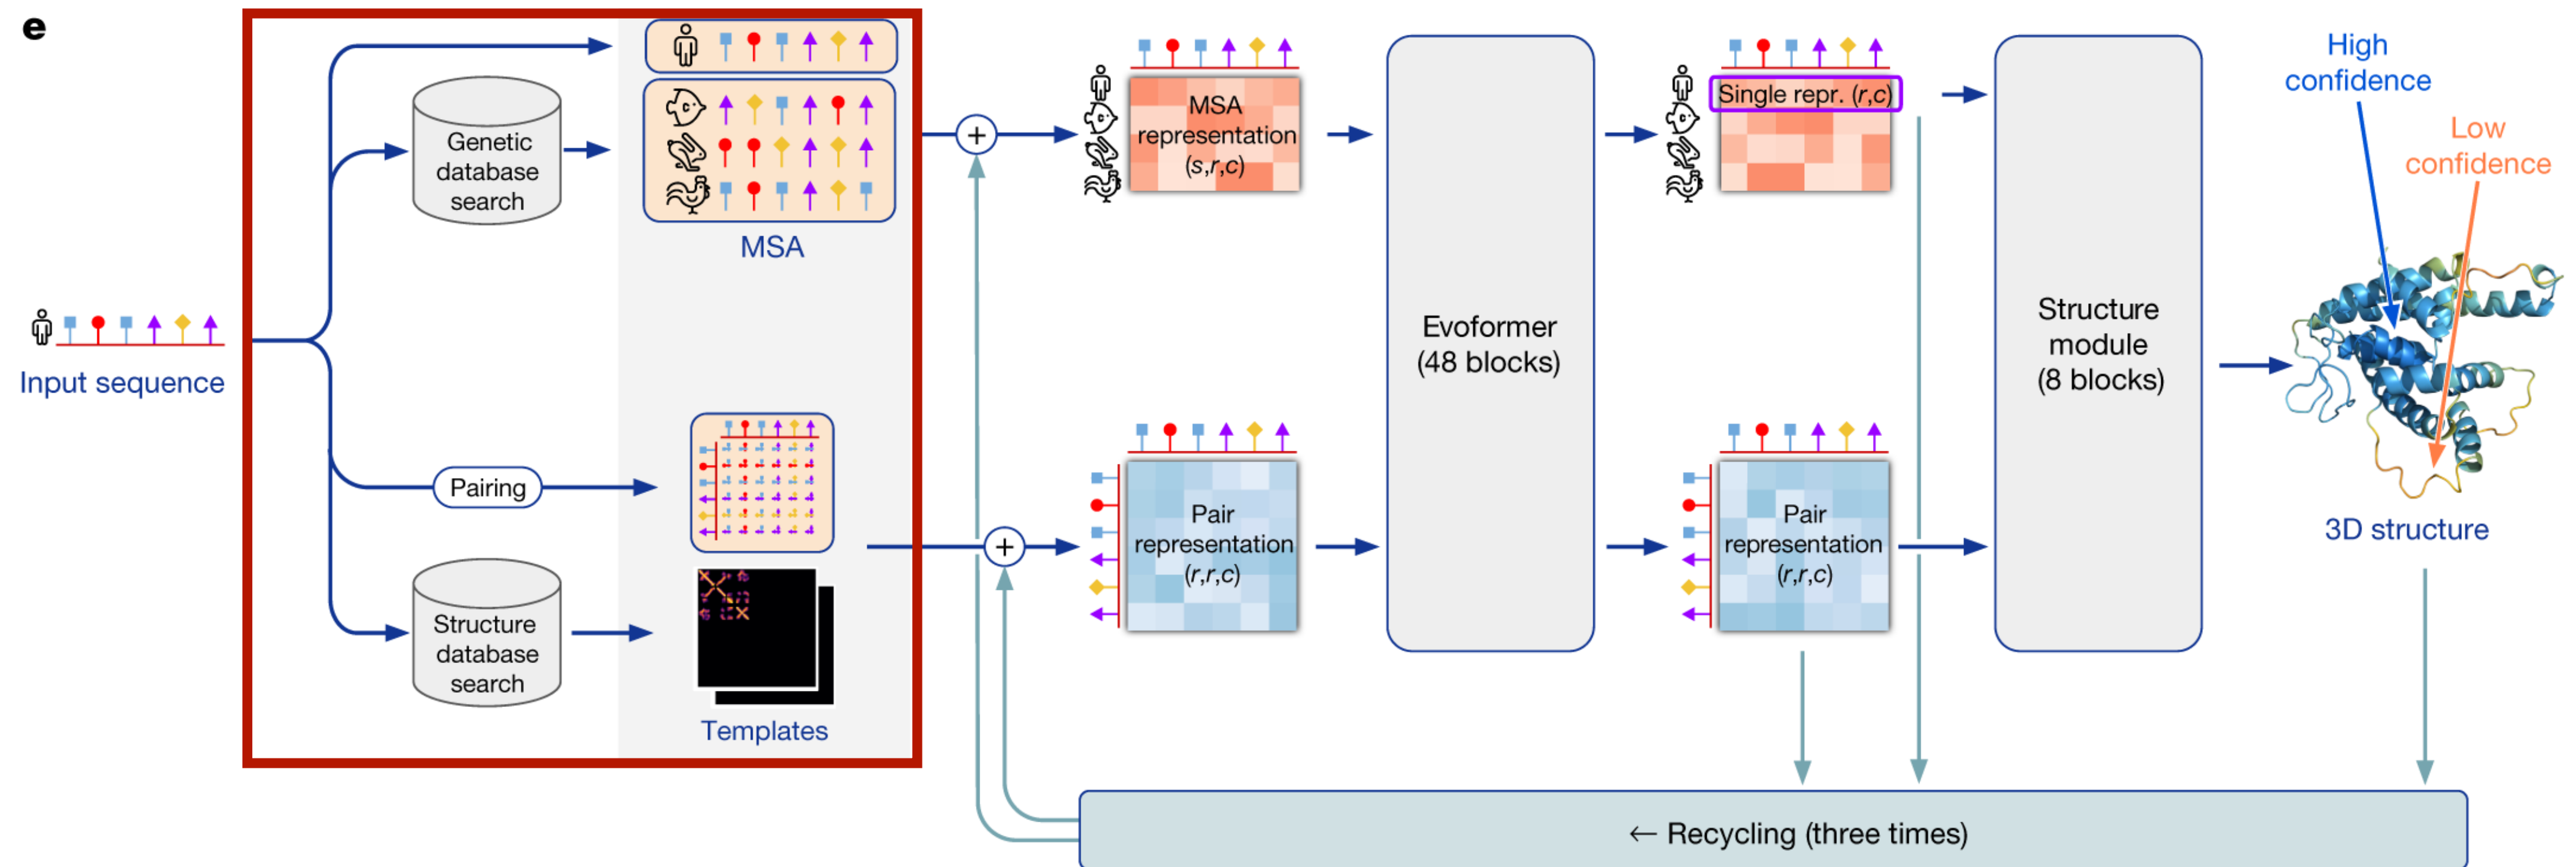 e
Genetic
database
search
MSA
Input sequence
Pairing
Structure
database
search
Templates
+
MSA
representation
(s,r,c)
+
Pair
representation
(r,r,c)
Evoformer
(48 blocks)
Single repr. (r,c)
Pair
representation
(r,r,c)
Structure
module
(8 blocks)
High
confidence
Low
confidence
3D structure
← Recycling (three times)